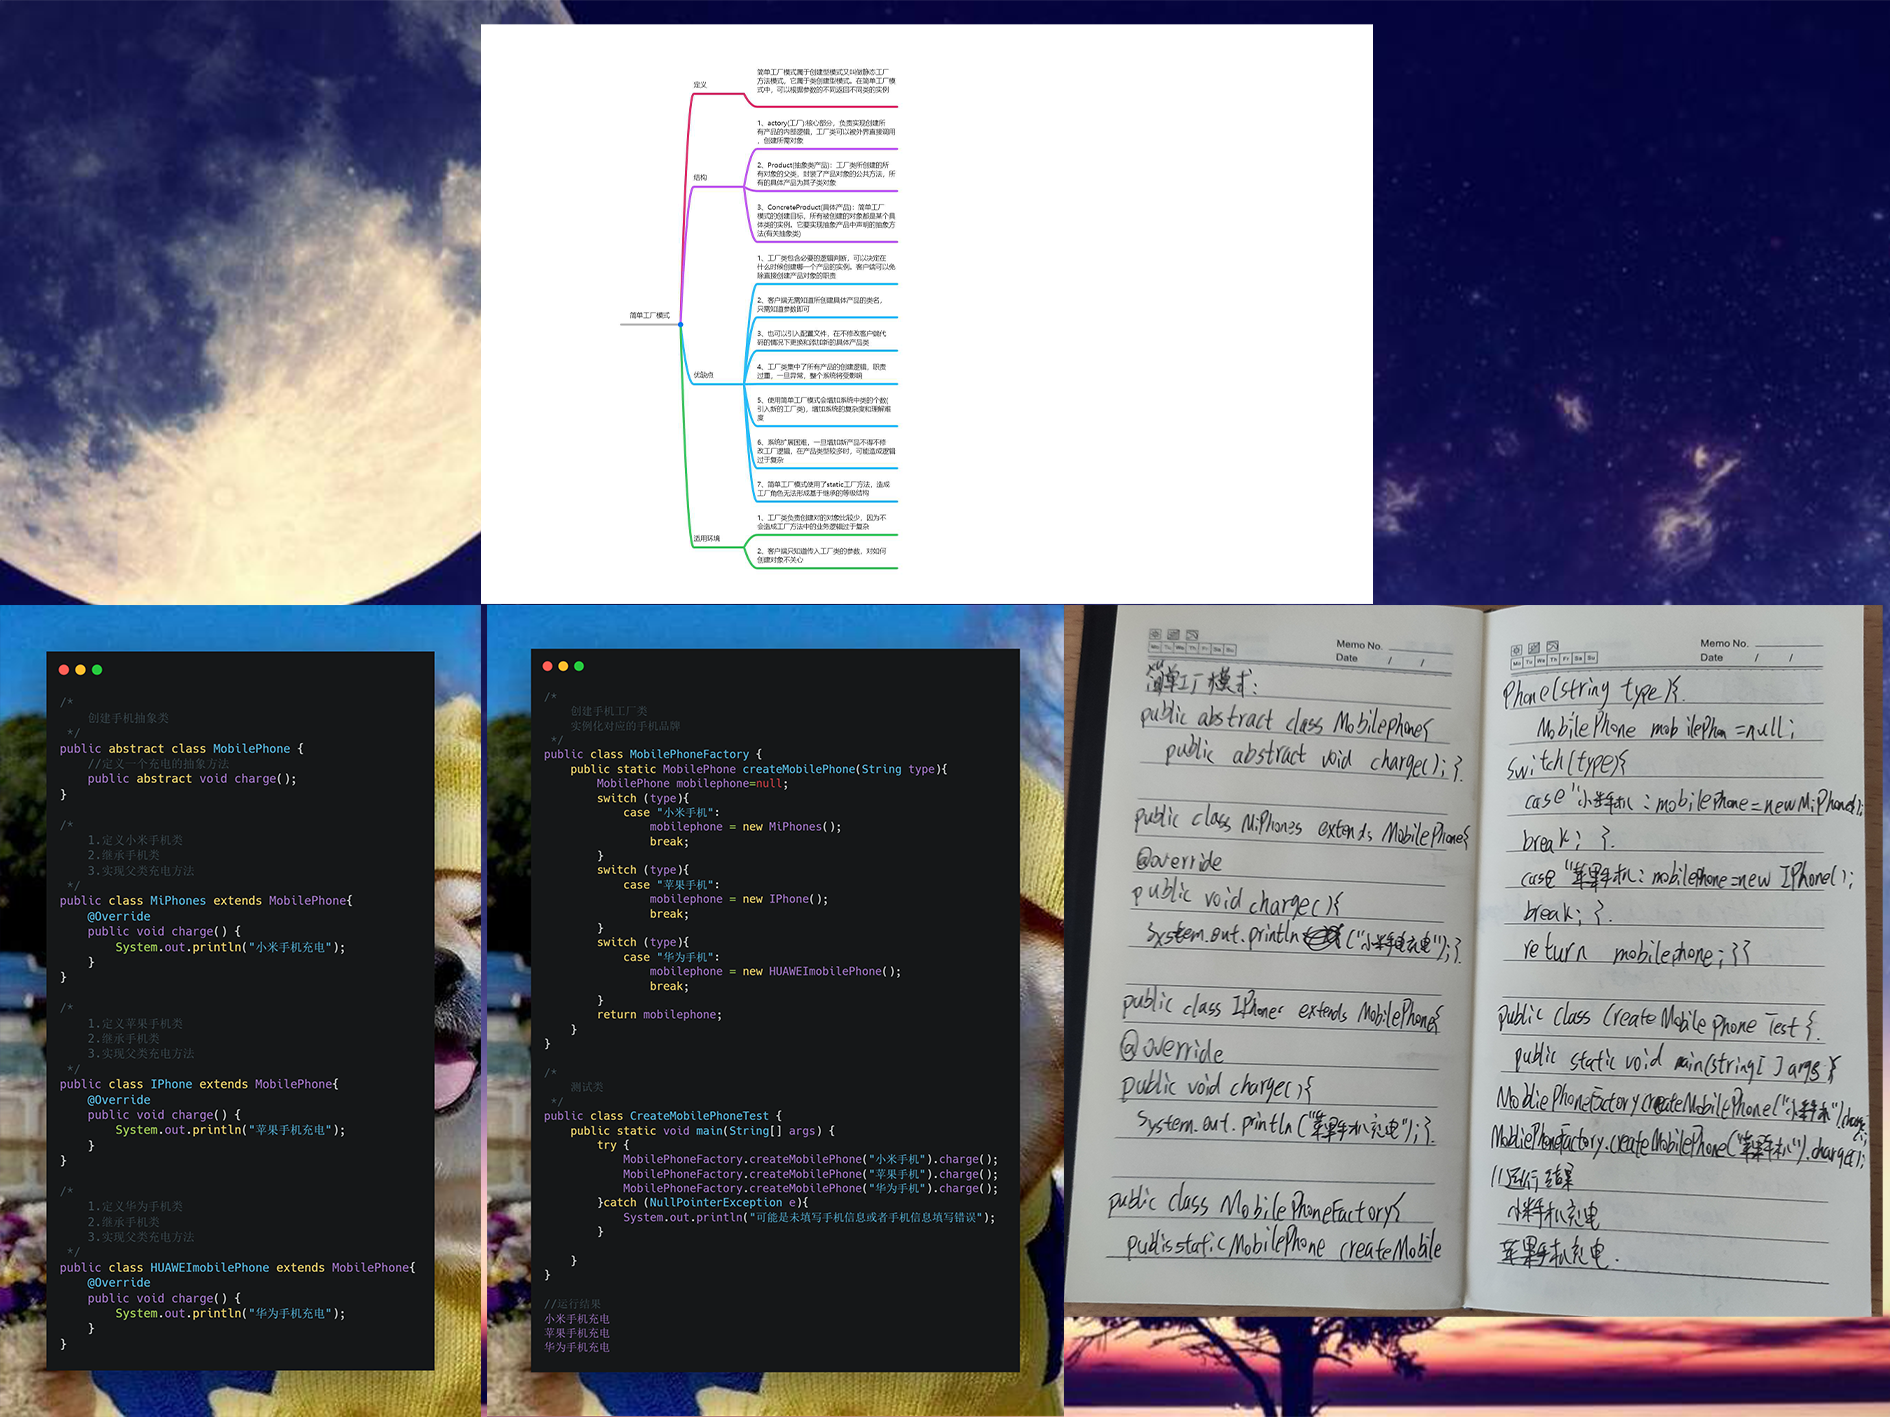 简单工厂模式
定义
简单工厂模式属于创建型模式又叫做静态工厂
方法模式，它属于类创建型模式。在简单工厂模
式中，可以根据参数的不同返回不同类的实例
结构
1、actory(工厂):核心部分，负责实现创建所
有产品的内部逻辑，工厂类可以被外界直接调用
，创建所需对象
2、Product(抽象类产品)：工厂类所创建的所
有对象的父类，封装了产品对象的公共方法，所
有的具体产品为其子类对象
3、ConcreteProduct(具体产品)：简单工厂
模式的创建目标，所有被创建的对象都是某个具
体类的实例。它要实现抽象产品中声明的抽象方
法(有关抽象类)
优缺点
1、工厂类包含必要的逻辑判断，可以决定在
什么时候创建哪一个产品的实例。客户端可以免
除直接创建产品对象的职责
2、客户端无需知道所创建具体产品的类名，
只需知道参数即可
3、也可以引入配置文件，在不修改客户端代
码的情况下更换和添加新的具体产品类
4、工厂类集中了所有产品的创建逻辑，职责
过重，一旦异常，整个系统将受影响
5、使用简单工厂模式会增加系统中类的个数(
引入新的工厂类)，增加系统的复杂度和理解难
度
6、系统扩展困难，一旦增加新产品不得不修
改工厂逻辑，在产品类型较多时，可能造成逻辑
过于复杂
7、简单工厂模式使用了static工厂方法，造成
工厂角色无法形成基于继承的等级结构
适用环境
1、工厂类负责创建对的对象比较少，因为不
会造成工厂方法中的业务逻辑过于复杂
2、客户端只知道传入工厂类的参数，对如何
创建对象不关心
/*
创建手机抽象类
*/
public abstract class MobilePhone {
//定义一个充电的抽象方法
public abstract void charge();
}
/*
1.定义小米手机类
2.继承手机类
3.实现父类充电方法
*/
public class MiPhones extends MobilePhone{
@Override
public void charge() {
System.out.println("小米手机充电");
}
}
/*
1.定义苹果手机类
2.继承手机类
3.实现父类充电方法
*/
public class IPhone extends MobilePhone{
@Override
public void charge() {
System.out.println("苹果手机充电");
}
}
/*
1.定义华为手机类
2.继承手机类
3.实现父类充电方法
*/
public class HUAWEImobilePhone extends MobilePhone{
@Override
public void charge() {
System.out.println("华为手机充电");
}
}
/*
创建手机工厂类
实例化对应的手机品牌
*/
public class MobilePhoneFactory {
public static MobilePhone createMobilePhone(String type){
MobilePhone mobilephone=null;
switch (type){
case "小米手机":
mobilephone = new MiPhones();
break;
}
switch (type){
case "苹果手机":
mobilephone = new IPhone();
break;
}
switch (type){
case "华为手机":
mobilephone = new HUAWEImobilePhone();
break;
}
return mobilephone;
}
}
/*
测试类
*/
public class CreateMobilePhoneTest {
public static void main(String[] args) {
try {
MobilePhoneFactory.createMobilePhone("小米手机").charge();
MobilePhoneFactory.createMobilePhone("苹果手机").charge();
MobilePhoneFactory.createMobilePhone("华为手机").charge();
}catch (NullPointerException e){
System.out.println("可能是未填写手机信息或者手机信息填写错误");
}
}
}
//运行结果
小米手机充电
苹果手机充电
华为手机充电
Memo No.
Mo Tu We Th Fr Sa Su
Date / /
简单工厂模式:
public abstract class Mobilephone{
public abstract void charge();}.
public class MiPhones extends MobilePhone{
@override
public void charge(){
System.out.println("小米手机充电");}.
public class IPhones extends MobilePhone{
@override
public void charge(){
System.out.println("苹果手机充电");}.
public class MobilePhoneFactory{
publis static MobilePhone createMobile
Memo No.
Mo Tu We Th Fr Sa Su
Date / /
Phone(string type){.
MobilePhone mobilePhon=null;
switch(type){
case "小米手机: mobilePhone=new MiPhone();
break; }.
case "苹果手机: mobilePhone=new IPhone();
break; }.
return mobilephone;}}
public class CreateMobilephone Test{.
public static void main(string[ ] args {
MobliePhoneFactory createMobilePhone("小米手机").charge();
MobliePhoneFactory.createMobilePhone("苹果手机").charge();
//运行结果
小米手机充电
苹果手机充电.